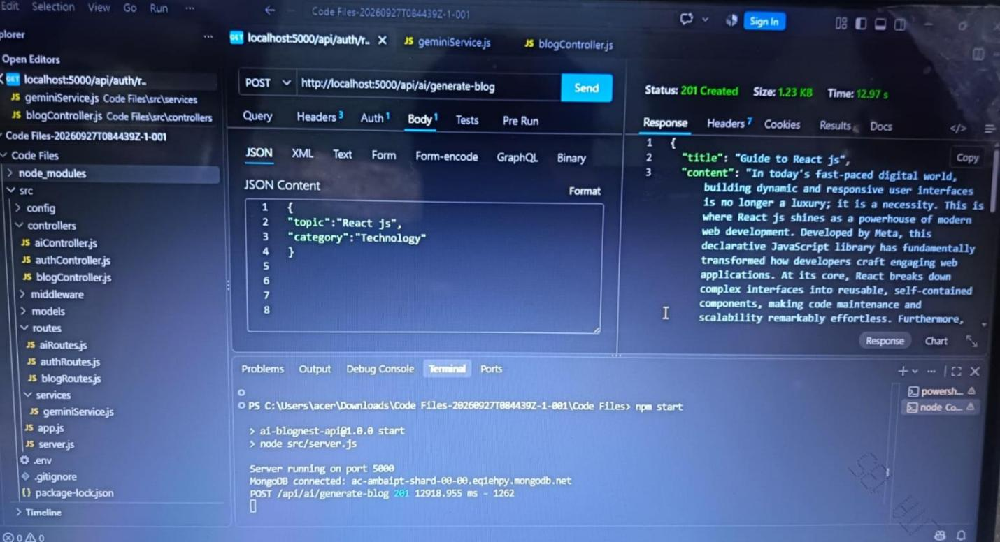 Edit Selection View Go Run ...
Code Files-20260927T084439Z-1-001
Sign In
plorer
...
Open Editors
GET localhost:5000/api/auth/r..
JS geminiService.js Code Files\src\services
JS blogController.js Code Files\src\controllers
Code Files-20260927T084439Z-1-001
Code Files
node_modules
src
config
controllers
JS aiController.js
JS authController.js
JS blogController.js
middleware
models
routes
JS aiRoutes.js
JS authRoutes.js
JS blogRoutes.js
services
JS geminiService.js
JS app.js
JS server.js
.env
.gitignore
{} package-lock.json
Timeline
0 0
GET localhost:5000/api/auth/r.. JS geminiService.js JS blogController.js
POST http://localhost:5000/api/ai/generate-blog Send
Query Headers 3 Auth 1 Body 1 Tests Pre Run
JSON XML Text Form Form-encode GraphQL Binary
JSON Content Format
1 {
2 "topic":"React js",
3 "category":"Technology"
4 }
5
6
7
8
Status: 201 Created Size: 1.23 KB Time: 12.97 s
Response Headers 7 Cookies Results Docs </>
Copy
1 {
2 "title": "Guide to React js",
3 "content": "In today's fast-paced digital world,
building dynamic and responsive user interfaces
is no longer a luxury; it is a necessity. This is
where React js shines as a powerhouse of modern
web development. Developed by Meta, this
declarative JavaScript library has fundamentally
transformed how developers craft engaging web
applications. At its core, React breaks down
complex interfaces into reusable, self-contained
components, making code maintenance and
scalability remarkably effortless. Furthermore,
Response Chart
Problems Output Debug Console Terminal Ports
PS C:\Users\acer\Downloads\Code Files-20260927T084439Z-1-001\Code Files> npm start
> ai-blognest-api@1.0.0 start
> node src/server.js
Server running on port 5000
MongoDB connected: ac-ambaipt-shard-00-00.eq1ehpy.mongodb.net
POST /api/ai/generate-blog 201 12918.955 ms - 1262
powersh...
node Co...